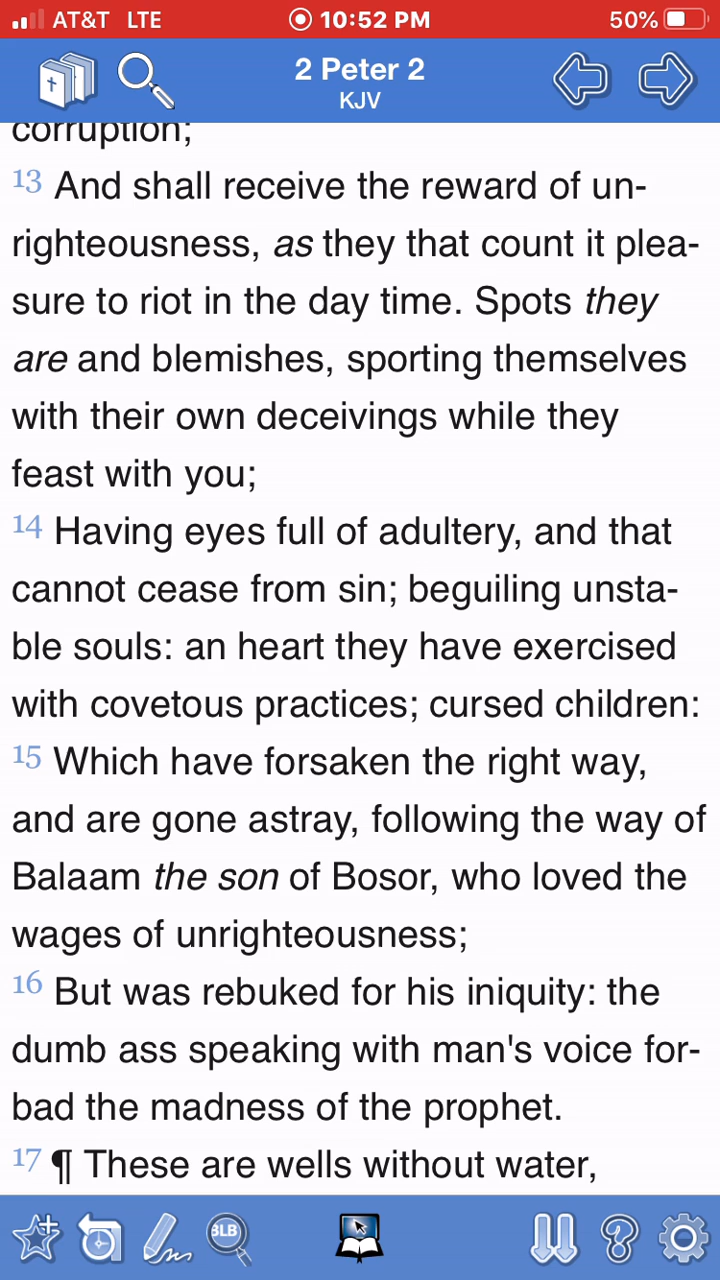 AT&T LTE 10:52 PM 50%
2 Peter 2
KJV
corruption;
13 And shall receive the reward of un-
righteousness, as they that count it plea-
sure to riot in the day time. Spots they
are and blemishes, sporting themselves
with their own deceivings while they
feast with you;
14 Having eyes full of adultery, and that
cannot cease from sin; beguiling unsta-
ble souls: an heart they have exercised
with covetous practices; cursed children:
15 Which have forsaken the right way,
and are gone astray, following the way of
Balaam the son of Bosor, who loved the
wages of unrighteousness;
16 But was rebuked for his iniquity: the
dumb ass speaking with man's voice for-
bad the madness of the prophet.
17 ¶ These are wells without water,
BLB